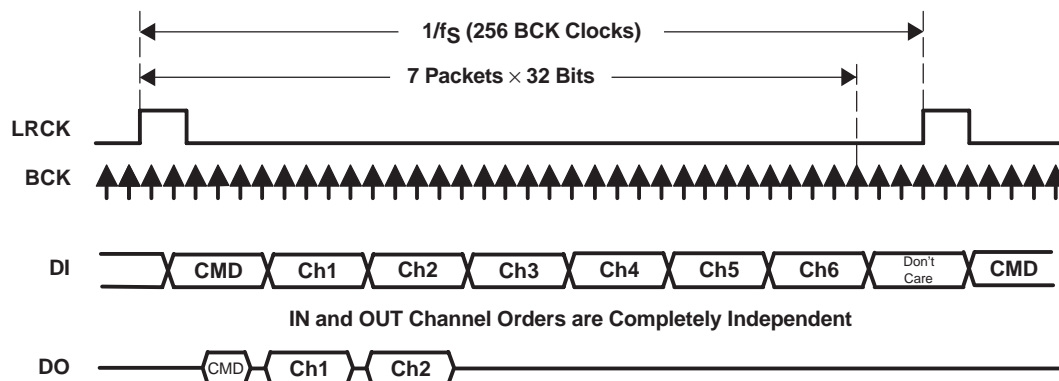 1/fS (256 BCK Clocks)
7 Packets × 32 Bits
LRCK
BCK
DI CMD Ch1 Ch2 Ch3 Ch4 Ch5 Ch6 Don't Care CMD
IN and OUT Channel Orders are Completely Independent
DO CMD Ch1 Ch2